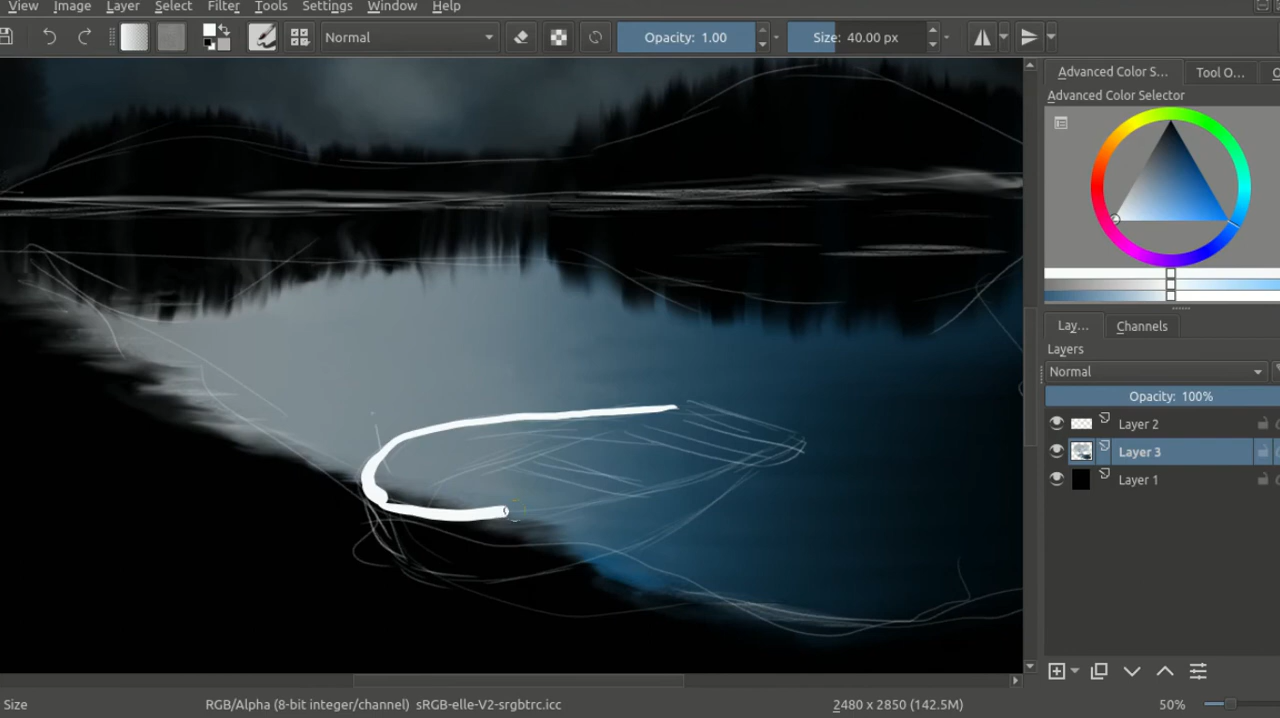 View Image Layer Select Filter Tools Settings Window Help
Normal Opacity: 1.00 Size: 40.00 px
Advanced Color S... Tool O...
Advanced Color Selector
Lay... Channels
Layers
Normal
Opacity: 100%
Layer 2
Layer 3
Layer 1
Size RGB/Alpha (8-bit integer/channel) sRGB-elle-V2-srgbtrc.icc 2480 x 2850 (142.5M) 50%